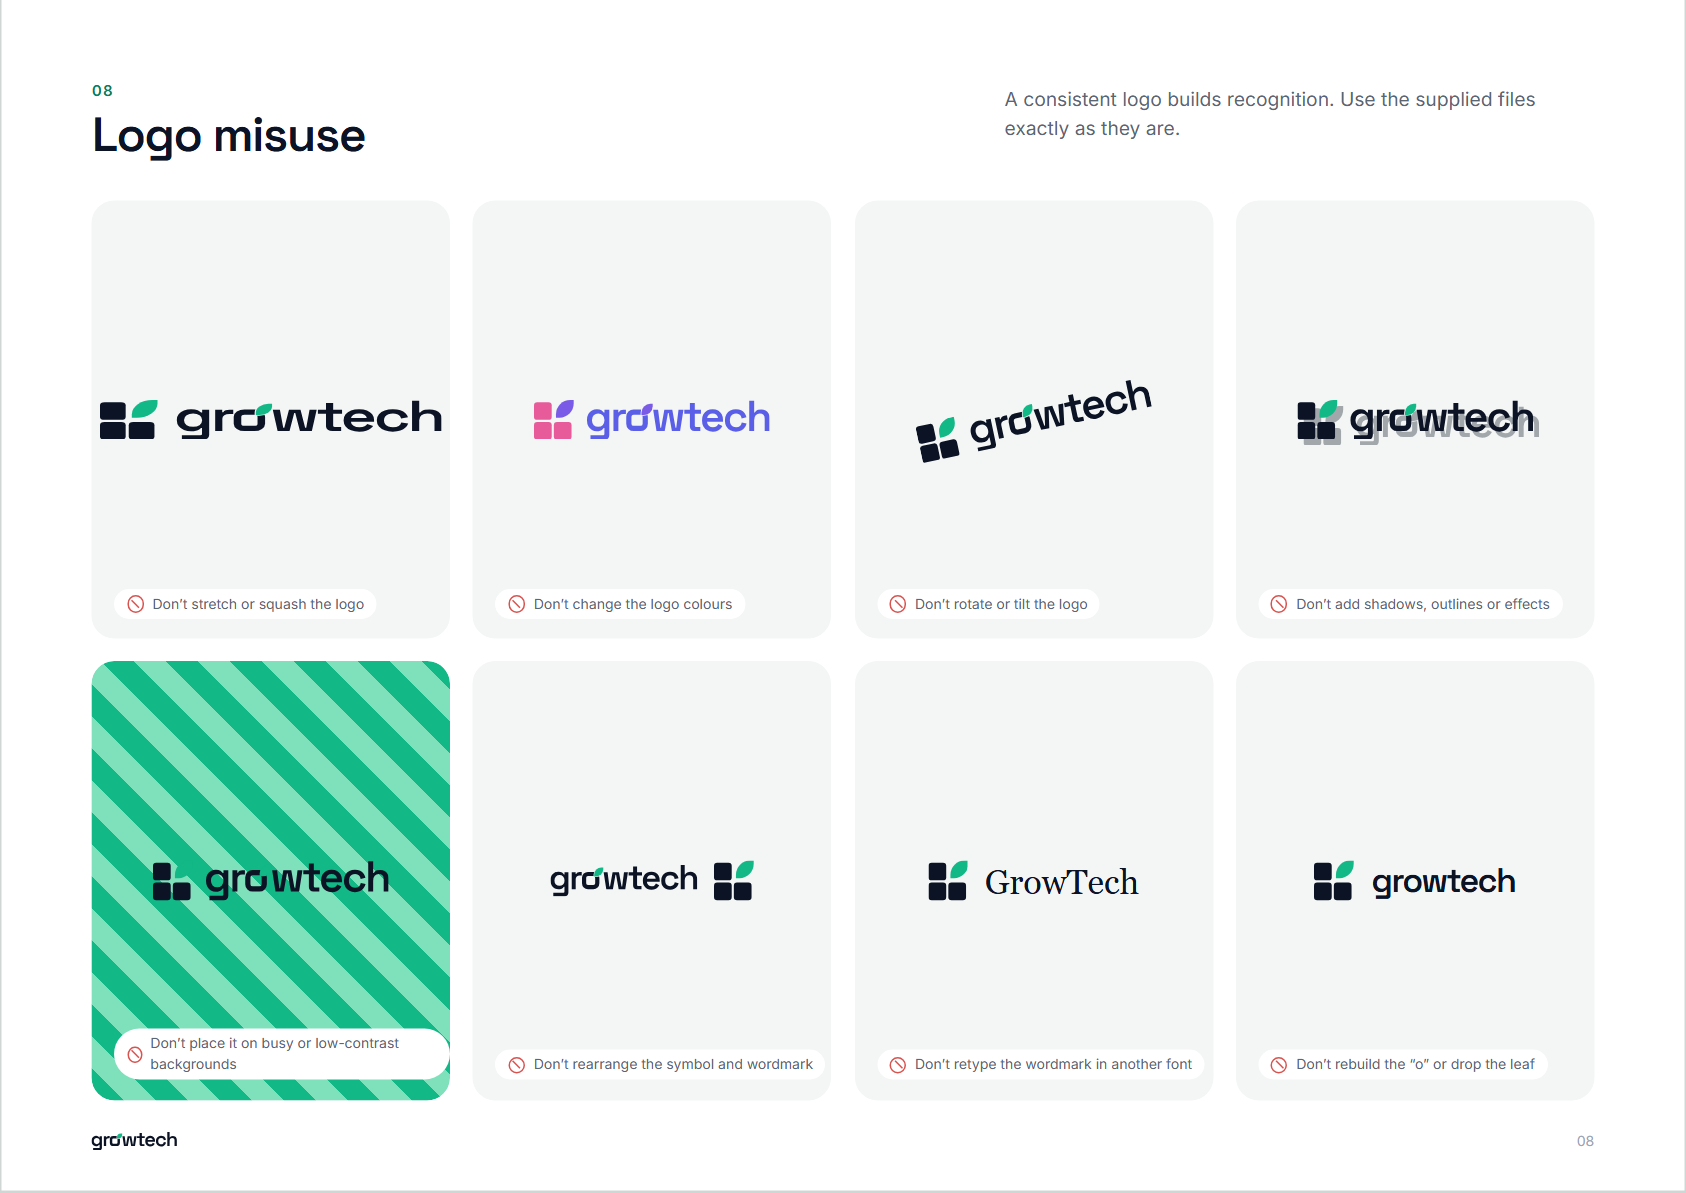 08
Logo misuse
A consistent logo builds recognition. Use the supplied files
exactly as they are.
growtech
growtech
growtech
growtech
Don’t stretch or squash the logo
Don’t change the logo colours
Don’t rotate or tilt the logo
Don’t add shadows, outlines or effects
growtech
growtech
GrowTech
growtech
Don’t place it on busy or low-contrast
backgrounds
Don’t rearrange the symbol and wordmark
Don’t retype the wordmark in another font
Don’t rebuild the “o” or drop the leaf
growtech
08